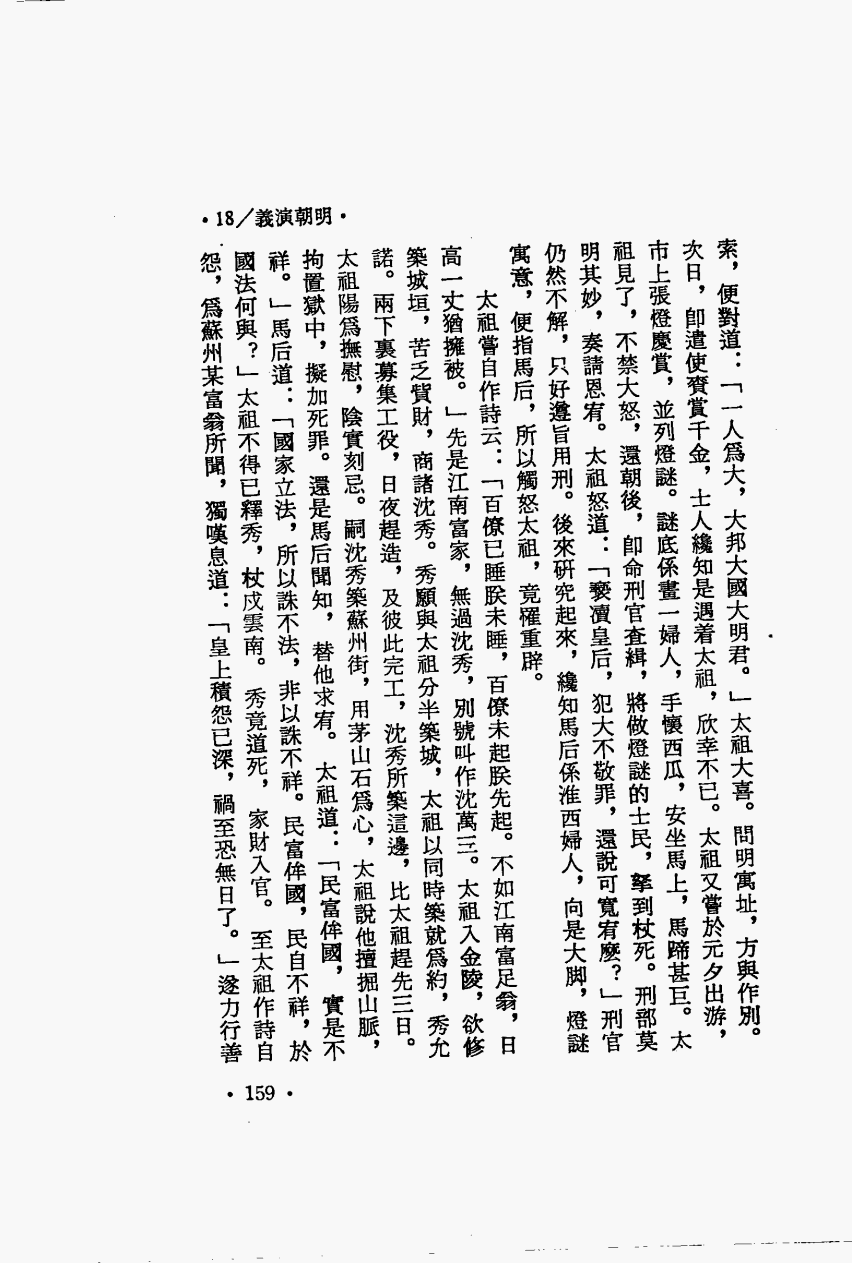 ·18/義演朝明·
索，便對道：「一人爲大，大邦大國大明君。」太祖大喜。問明寓址，方與作別。
次日，卽遣使賚賞千金，士人纔知是遇着太祖，欣幸不已。太祖又嘗於元夕出游，
市上張燈慶賞，並列燈謎。謎底係畫一婦人，手懷西瓜，安坐馬上，馬蹄甚巨。太
祖見了，不禁大怒，還朝後，卽命刑官查緝，將做燈謎的士民，拏到杖死。刑部莫
明其妙，奏請恩宥。太祖怒道：「褻瀆皇后，犯大不敬罪，還說可寬宥麼？」刑官
仍然不解，只好遵旨用刑。後來硏究起來，纔知馬后係淮西婦人，向是大脚，燈謎
寓意，便指馬后，所以觸怒太祖，竟罹重辟。
太祖嘗自作詩云：「百僚已睡朕未睡，百僚未起朕先起。不如江南富足翁，日
高一丈猶擁被。」先是江南富家，無過沈秀，別號叫作沈萬三。太祖入金陵，欲修
築城垣，苦乏貲財，商諸沈秀。秀願與太祖分半築城，太祖以同時築就爲約，秀允
諾。兩下裏募集工役，日夜趕造，及彼此完工，沈秀所築這邊，比太祖趕先三日。
太祖陽爲撫慰，陰實刻忌。嗣沈秀築蘇州街，用茅山石爲心，太祖說他擅掘山脈，
拘置獄中，擬加死罪。還是馬后聞知，替他求宥。太祖道：「民富侔國，實是不
祥。」馬后道：「國家立法，所以誅不法，非以誅不祥。民富侔國，民自不祥，於
國法何與？」太祖不得已釋秀，杖戍雲南。秀竟道死，家財入官。至太祖作詩自
怨，爲蘇州某富翁所聞，獨嘆息道：「皇上積怨已深，禍至恐無日了。」遂力行善
·159·